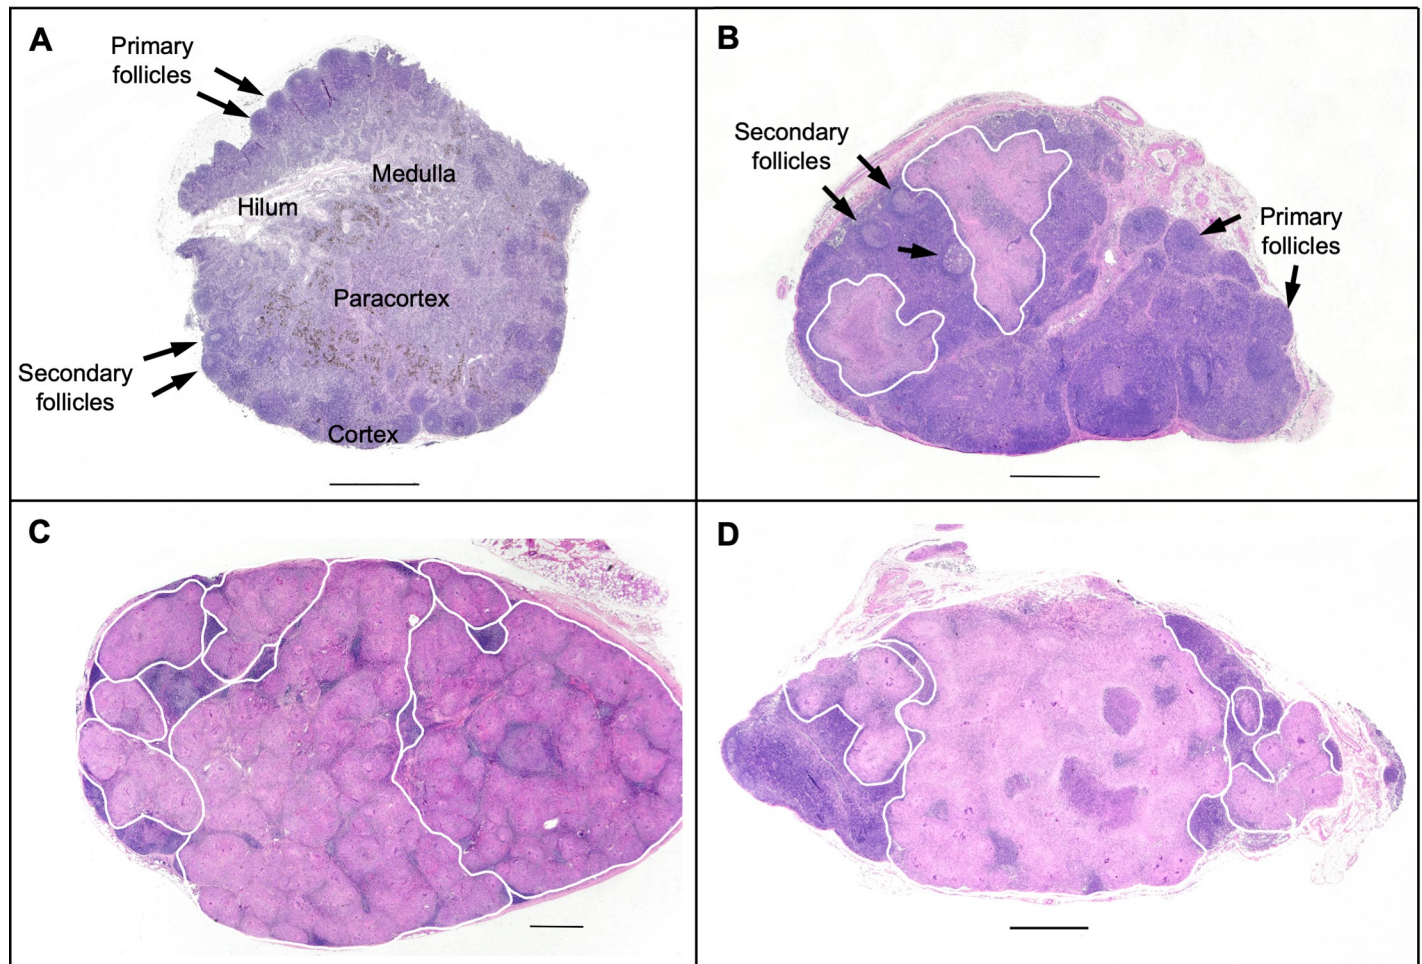 A
Primary
follicles
Medulla
Hilum
Paracortex
Secondary
follicles
Cortex
B
Secondary
follicles
Primary
follicles
C
D